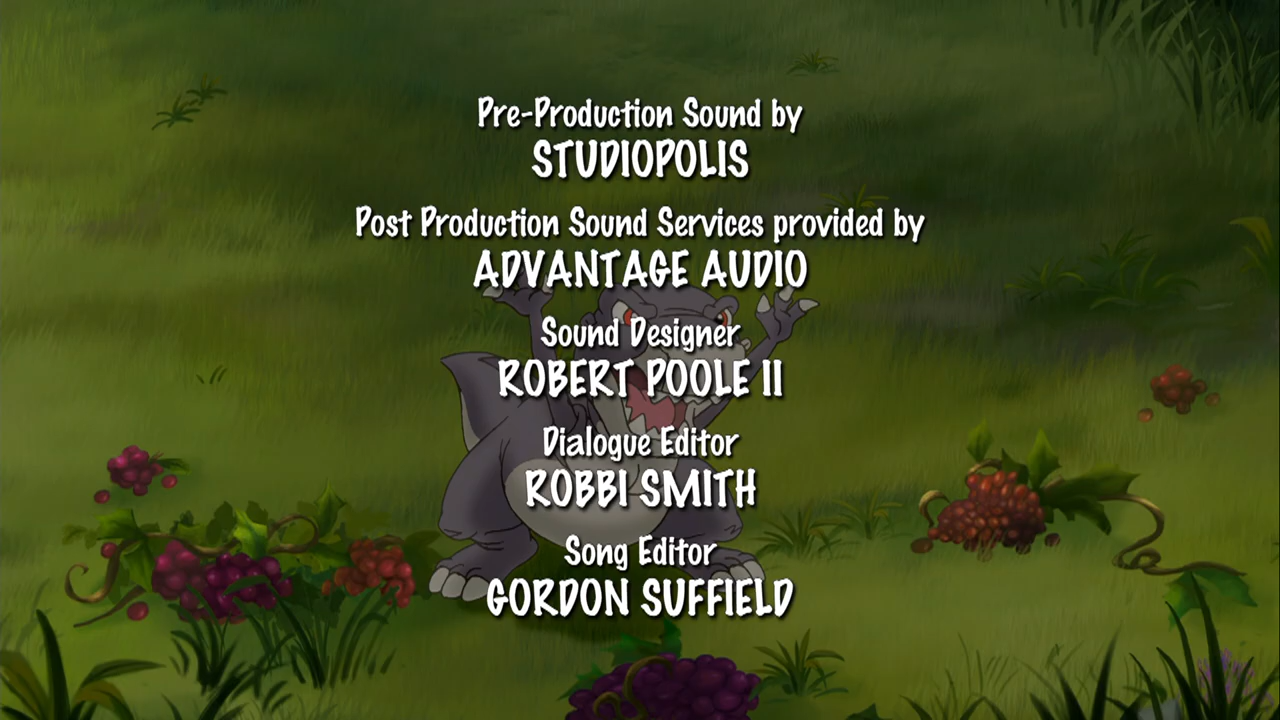 Pre-Production Sound by
STUDIOPOLIS
Post Production Sound Services provided by
ADVANTAGE AUDIO
Sound Designer
ROBERT POOLE II
Dialogue Editor
ROBBI SMITH
Song Editor
GORDON SUFFIELD